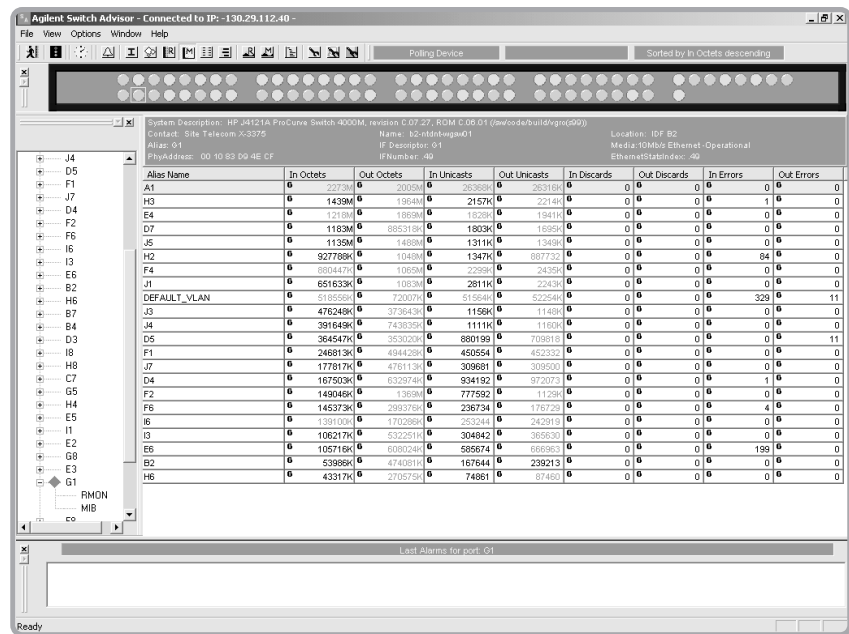 Agilent Switch Advisor - Connected to IP: -130.29.112.40 -
File View Options Window Help
Polling Device
Sorted by In Octets descending
System Description: HP J4121A ProCurve Switch 4000M, revision C.07.27, ROM C.06.01 (/sw/code/build/vgro(s99))
Contact: Site Telecom X-3375 Name: b2-ntdnt-wgsw01 Location: IDF B2
Alias: G1 IF Descriptor: G1 Media:10Mb/s Ethernet-Operational
PhyAddress: 00 10 83 D9 4E CF IFNumber: 49 EthernetStatsIndex: 49
J4
D5
F1
J7
D4
F2
F6
I6
I3
E6
B2
H6
B7
B4
D3
I8
H8
C7
G5
H4
E5
I1
E2
G8
E3
G1
RMON
MIB
Alias Name In Octets Out Octets In Unicasts Out Unicasts In Discards Out Discards In Errors Out Errors
A1 2273M 2005M 26368K 26316K 0 0 0 0
H3 1439M 1964M 2157K 2214K 0 0 1 0
E4 1218M 1869M 1828K 1941K 0 0 0 0
D7 1183M 885318K 1803K 1695K 0 0 0 0
J5 1135M 1488M 1311K 1349K 0 0 0 0
H2 927788K 1048M 1347K 887732 0 0 84 0
F4 880447K 1065M 2299K 2435K 0 0 0 0
J1 651633K 1083M 2811K 2243K 0 0 0 0
DEFAULT_VLAN 518556K 72007K 51564K 52254K 0 0 329 11
J3 476248K 373643K 1156K 1148K 0 0 0 0
J4 391649K 743835K 1111K 1160K 0 0 0 0
D5 364547K 353020K 880199 709818 0 0 0 11
F1 246813K 494428K 450554 452332 0 0 0 0
J7 177817K 476113K 309681 309500 0 0 0 0
D4 167503K 632974K 934192 972073 0 0 1 0
F2 149046K 1369M 777592 1129K 0 0 0 0
F6 145373K 299376K 236734 176729 0 0 4 0
I6 139100K 170286K 253244 242919 0 0 0 0
I3 106217K 532251K 304842 365630 0 0 0 0
E6 105716K 608024K 585674 666963 0 0 199 0
B2 53986K 474081K 167644 239213 0 0 0 0
H6 43317K 270575K 74861 87460 0 0 0 0
Last Alarms for port: G1
Ready